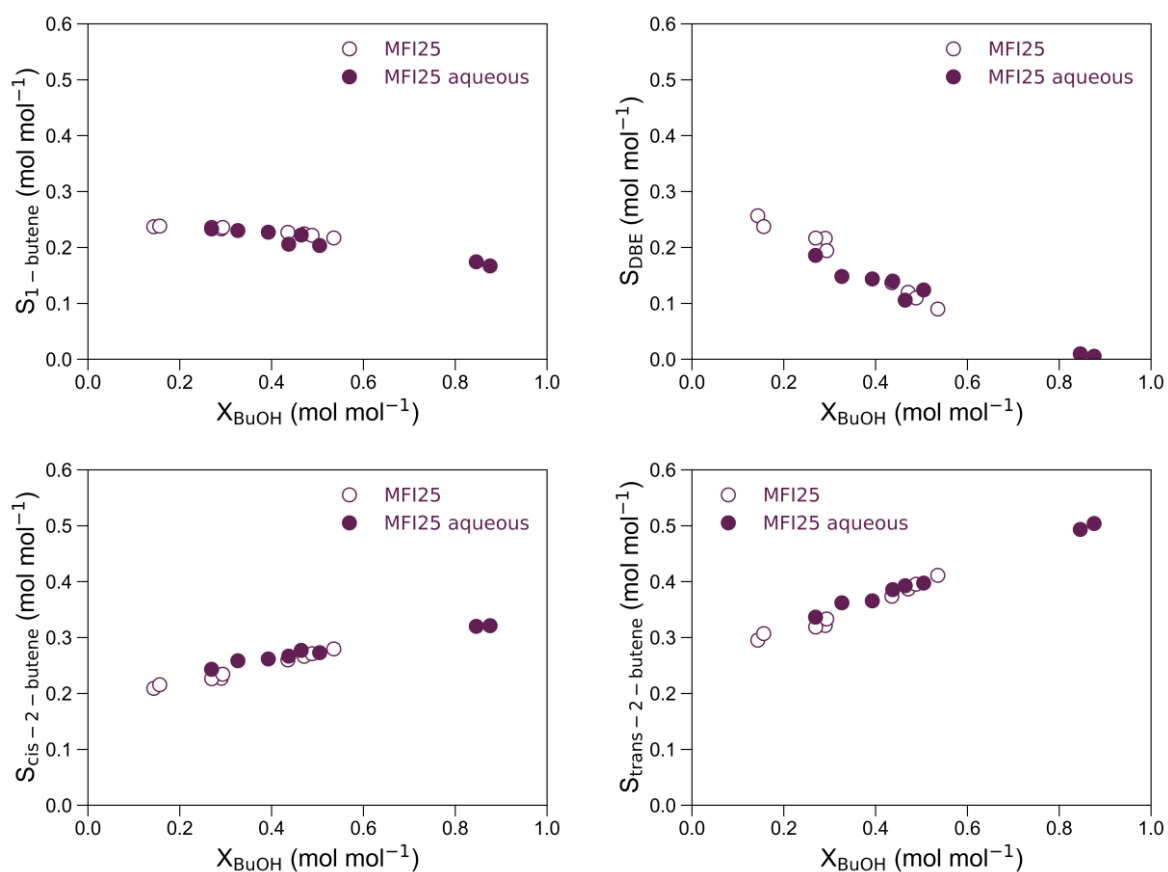 0.6
0.5
0.4
0.3
0.2
0.1
0.0
S1 − butene (mol mol−1)
MFI25
MFI25 aqueous
0.0 0.2 0.4 0.6 0.8 1.0
XBuOH (mol mol−1)
0.6
0.5
0.4
0.3
0.2
0.1
0.0
SDBE (mol mol−1)
MFI25
MFI25 aqueous
0.0 0.2 0.4 0.6 0.8 1.0
XBuOH (mol mol−1)
0.6
0.5
0.4
0.3
0.2
0.1
0.0
Scis − 2 − butene (mol mol−1)
MFI25
MFI25 aqueous
0.0 0.2 0.4 0.6 0.8 1.0
XBuOH (mol mol−1)
0.6
0.5
0.4
0.3
0.2
0.1
0.0
Strans − 2 − butene (mol mol−1)
MFI25
MFI25 aqueous
0.0 0.2 0.4 0.6 0.8 1.0
XBuOH (mol mol−1)